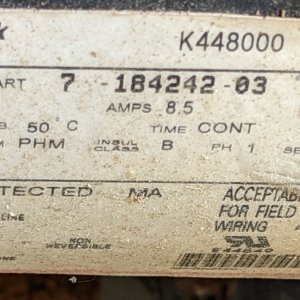 K448000
ART 7-184242-03
AMPS 8.5
50°C TIME CONT
PHM INSUL CLASS B PH 1
TECTED MA ACCEPTAB
FOR FIELD
LINE WIRING
NON
REVERSIBLE